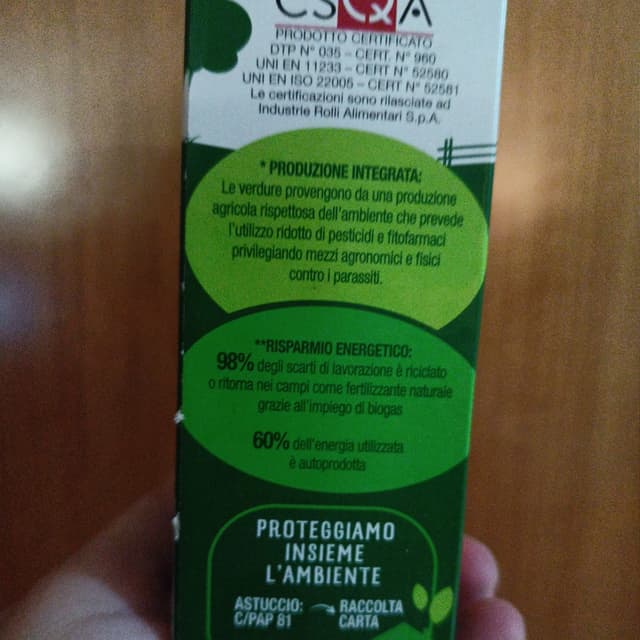 CSQA
PRODOTTO CERTIFICATO
DTP N° 035 – CERT. N° 960
UNI EN 11233 – CERT N° 52580
UNI EN ISO 22005 – CERT N° 52581
Le certificazioni sono rilasciate ad
Industrie Rolli Alimentari S.p.A.
* PRODUZIONE INTEGRATA:
Le verdure provengono da una produzione
agricola rispettosa dell'ambiente che prevede
l'utilizzo ridotto di pesticidi e fitofarmaci
privilegiando mezzi agronomici e fisici
contro i parassiti.
**RISPARMIO ENERGETICO:
98% degli scarti di lavorazione è riciclato
o ritorna nei campi come fertilizzante naturale
grazie all'impiego di biogas
60% dell'energia utilizzata
è autoprodotta
PROTEGGIAMO
INSIEME
L'AMBIENTE
ASTUCCIO: RACCOLTA
C/PAP 81 CARTA